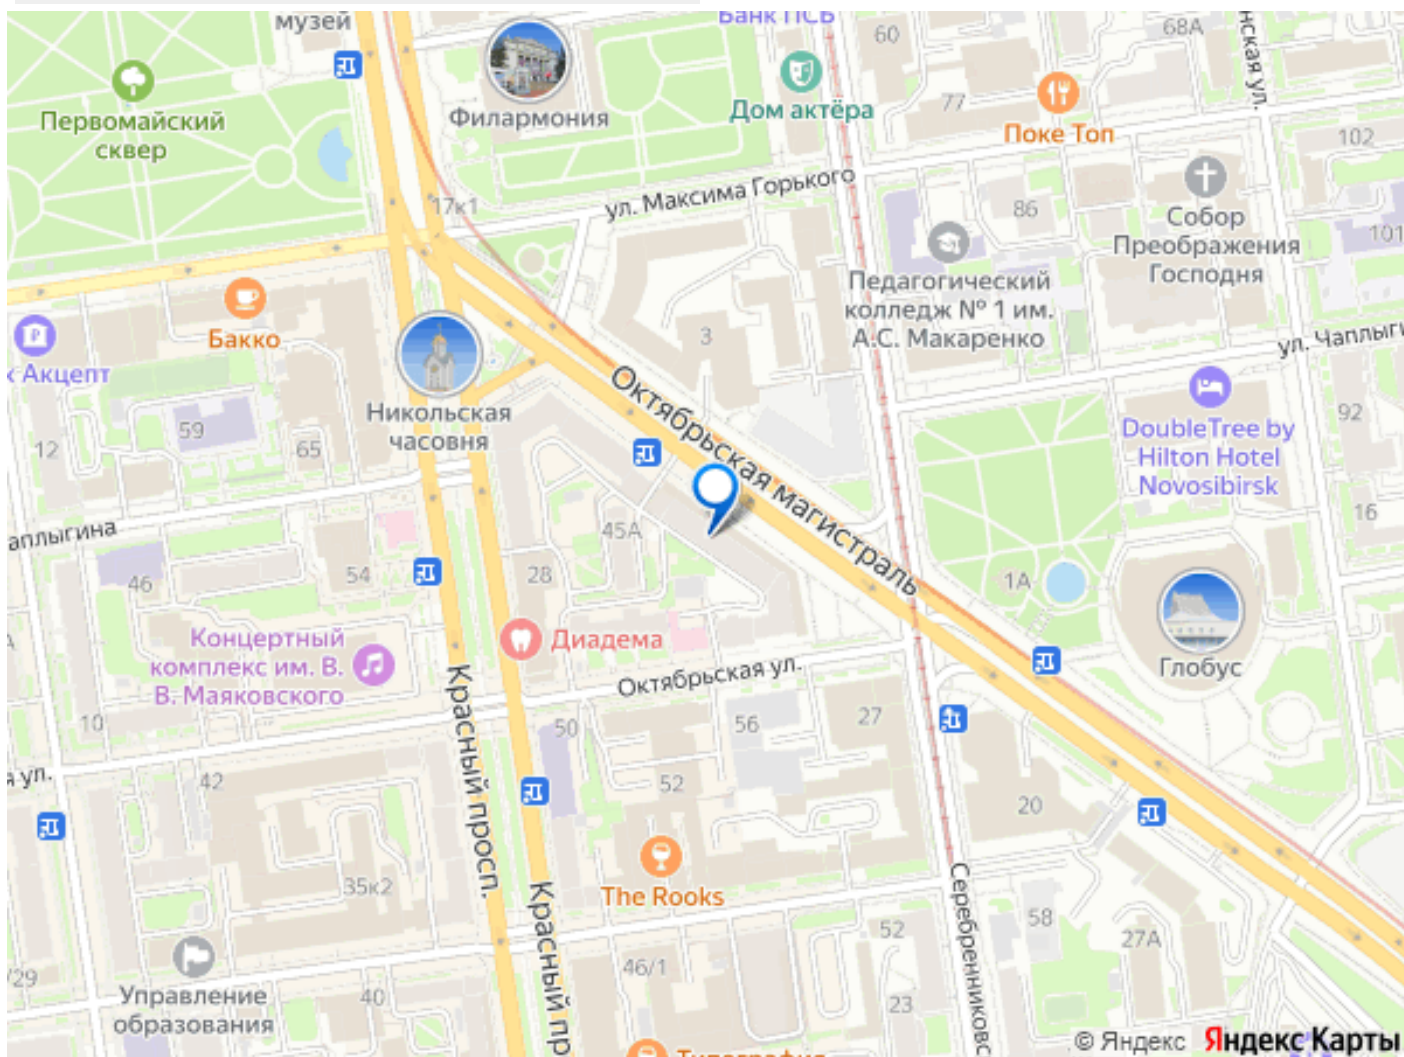 музей
Банк ПСБ
60
68А
Филармония
Дом актёра
77
Поке Топ
102
Первомайский
сквер
17к1
ул. Максима Горького
86
Собор
Преображения
Господня
101
Педагогический
колледж № 1 им.
А.С. Макаренко
Бакко
Акцепт
3
ул. Чаплыги
Никольская
часовня
Октябрьская магистраль
DoubleTree by
Hilton Hotel
Novosibirsk
92
12
59
65
16
аплыгина
45А
46
54
28
1А
Концертный
комплекс им. В.
В. Маяковского
Диадема
Глобус
Октябрьская ул.
10
Красный просп.
50
56
27
я ул.
42
52
20
35к2
The Rooks
Красный пр
Серебренниковс
58
52
27А
/29
Управление
образования
40
46/1
23
Типография
© Яндекс Яндекс Карты